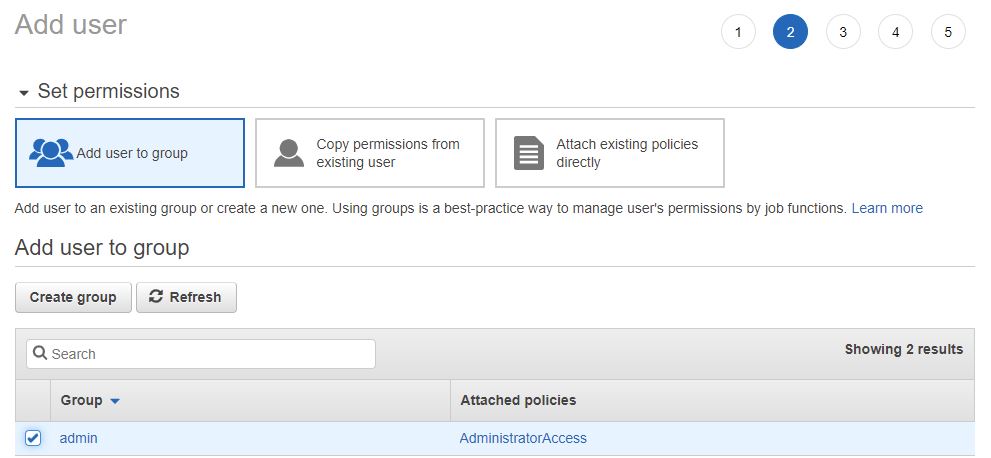 Add user
1 2 3 4 5
Set permissions
Add user to group
Copy permissions from
existing user
Attach existing policies
directly
Add user to an existing group or create a new one. Using groups is a best-practice way to manage user's permissions by job functions. Learn more
Add user to group
Create group Refresh
Search Showing 2 results
Group Attached policies
admin AdministratorAccess